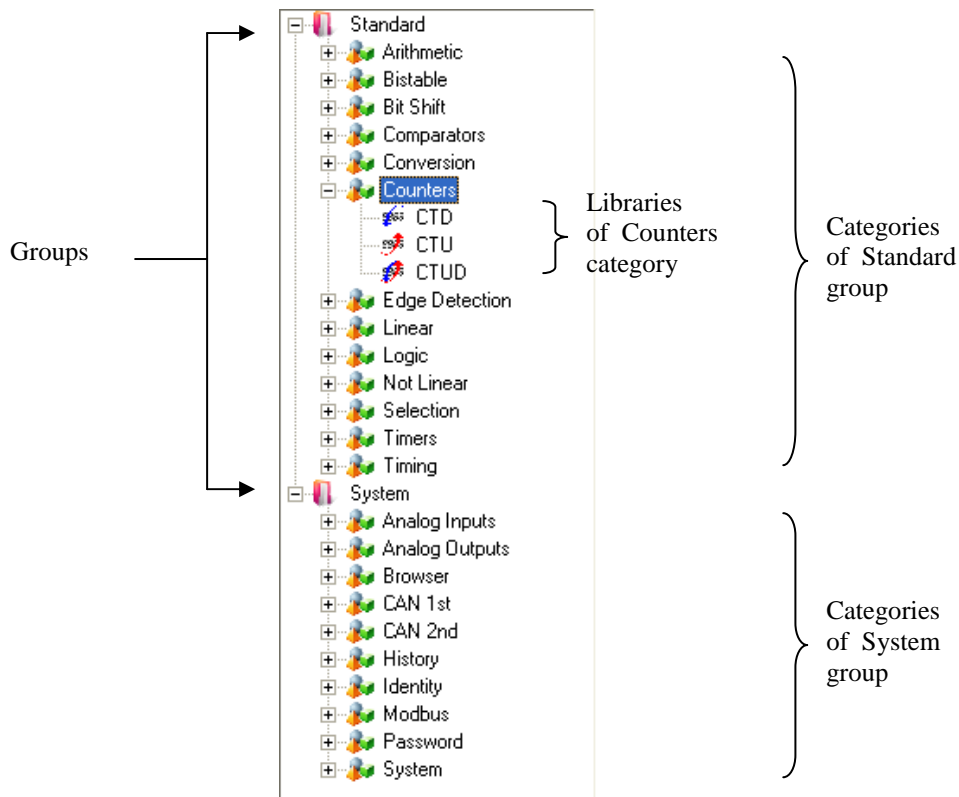 Standard
Arithmetic
Bistable
Bit Shift
Comparators
Conversion
Counters
CTD
CTU
CTUD
Edge Detection
Linear
Logic
Not Linear
Selection
Timers
Timing
System
Analog Inputs
Analog Outputs
Browser
CAN 1st
CAN 2nd
History
Identity
Modbus
Password
System
Groups
Libraries
of Counters
category
Categories
of Standard
group
Categories
of System
group